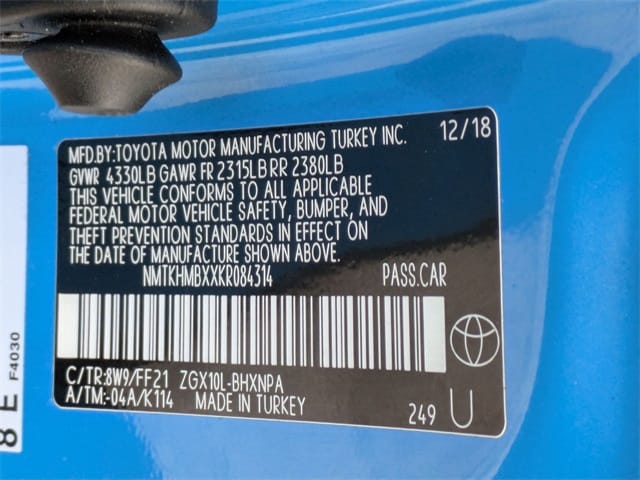 MFD.BY:TOYOTA MOTOR MANUFACTURING TURKEY INC. 12/18
GVWR 4330LB GAWR FR 2315LB RR 2380LB
THIS VEHICLE CONFORMS TO ALL APPLICABLE
FEDERAL MOTOR VEHICLE SAFETY, BUMPER, AND
THEFT PREVENTION STANDARDS IN EFFECT ON
THE DATE OF MANUFACTURE SHOWN ABOVE.
NMTKHMBXXKR084314 PASS.CAR
C/TR:8W9/FF21 ZGX10L-BHXNPA
A/TM:-04A/K114 MADE IN TURKEY
249 U
8 E
F4030